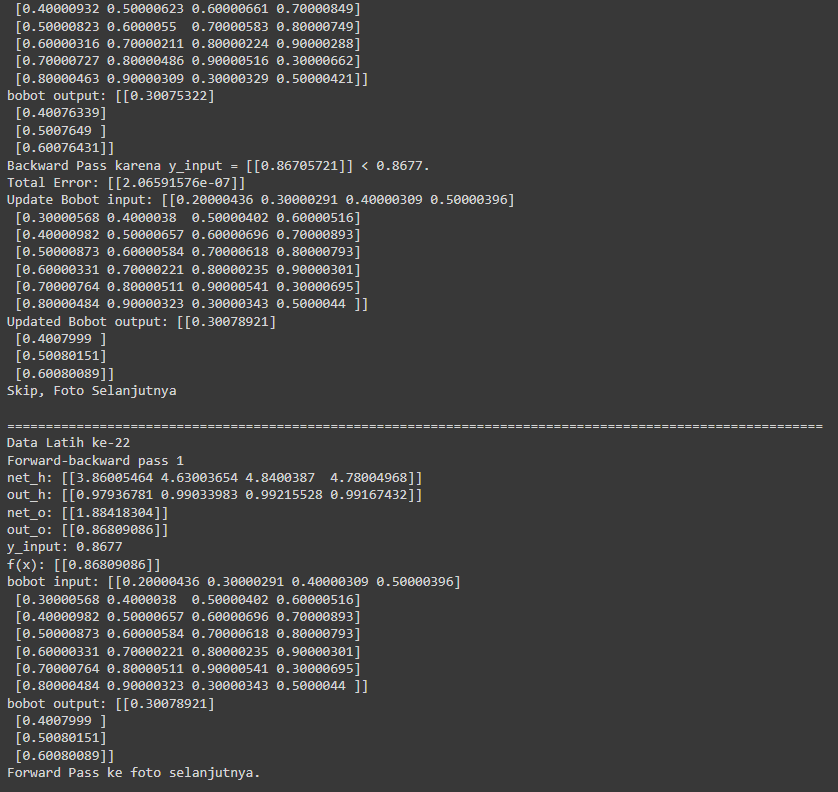 [0.40000932 0.50000623 0.60000661 0.70000849]
[0.50000823 0.6000055  0.70000583 0.80000749]
[0.60000316 0.70000211 0.80000224 0.90000288]
[0.70000727 0.80000486 0.90000516 0.30000662]
[0.80000463 0.90000309 0.30000329 0.50000421]]
bobot output: [[0.30075322]
[0.40076339]
[0.5007649 ]
[0.60076431]]
Backward Pass karena y_input = [[0.86705721]] < 0.8677.
Total Error: [[2.06591576e-07]]
Update Bobot input: [[0.20000436 0.30000291 0.40000309 0.50000396]
[0.30000568 0.4000038  0.50000402 0.60000516]
[0.40000982 0.50000657 0.60000696 0.70000893]
[0.50000873 0.60000584 0.70000618 0.80000793]
[0.60000331 0.70000221 0.80000235 0.90000301]
[0.70000764 0.80000511 0.90000541 0.30000695]
[0.80000484 0.90000323 0.30000343 0.5000044 ]]
Updated Bobot output: [[0.30078921]
[0.4007999 ]
[0.50080151]
[0.60080089]]
Skip, Foto Selanjutnya
==========================================================================================================
Data Latih ke-22
Forward-backward pass 1
net_h: [[3.86005464 4.63003654 4.8400387  4.78004968]]
out_h: [[0.97936781 0.99033983 0.99215528 0.99167432]]
net_o: [[1.88418304]]
out_o: [[0.86809086]]
y_input: 0.8677
f(x): [[0.86809086]]
bobot input: [[0.20000436 0.30000291 0.40000309 0.50000396]
[0.30000568 0.4000038  0.50000402 0.60000516]
[0.40000982 0.50000657 0.60000696 0.70000893]
[0.50000873 0.60000584 0.70000618 0.80000793]
[0.60000331 0.70000221 0.80000235 0.90000301]
[0.70000764 0.80000511 0.90000541 0.30000695]
[0.80000484 0.90000323 0.30000343 0.5000044 ]]
bobot output: [[0.30078921]
[0.4007999 ]
[0.50080151]
[0.60080089]]
Forward Pass ke foto selanjutnya.